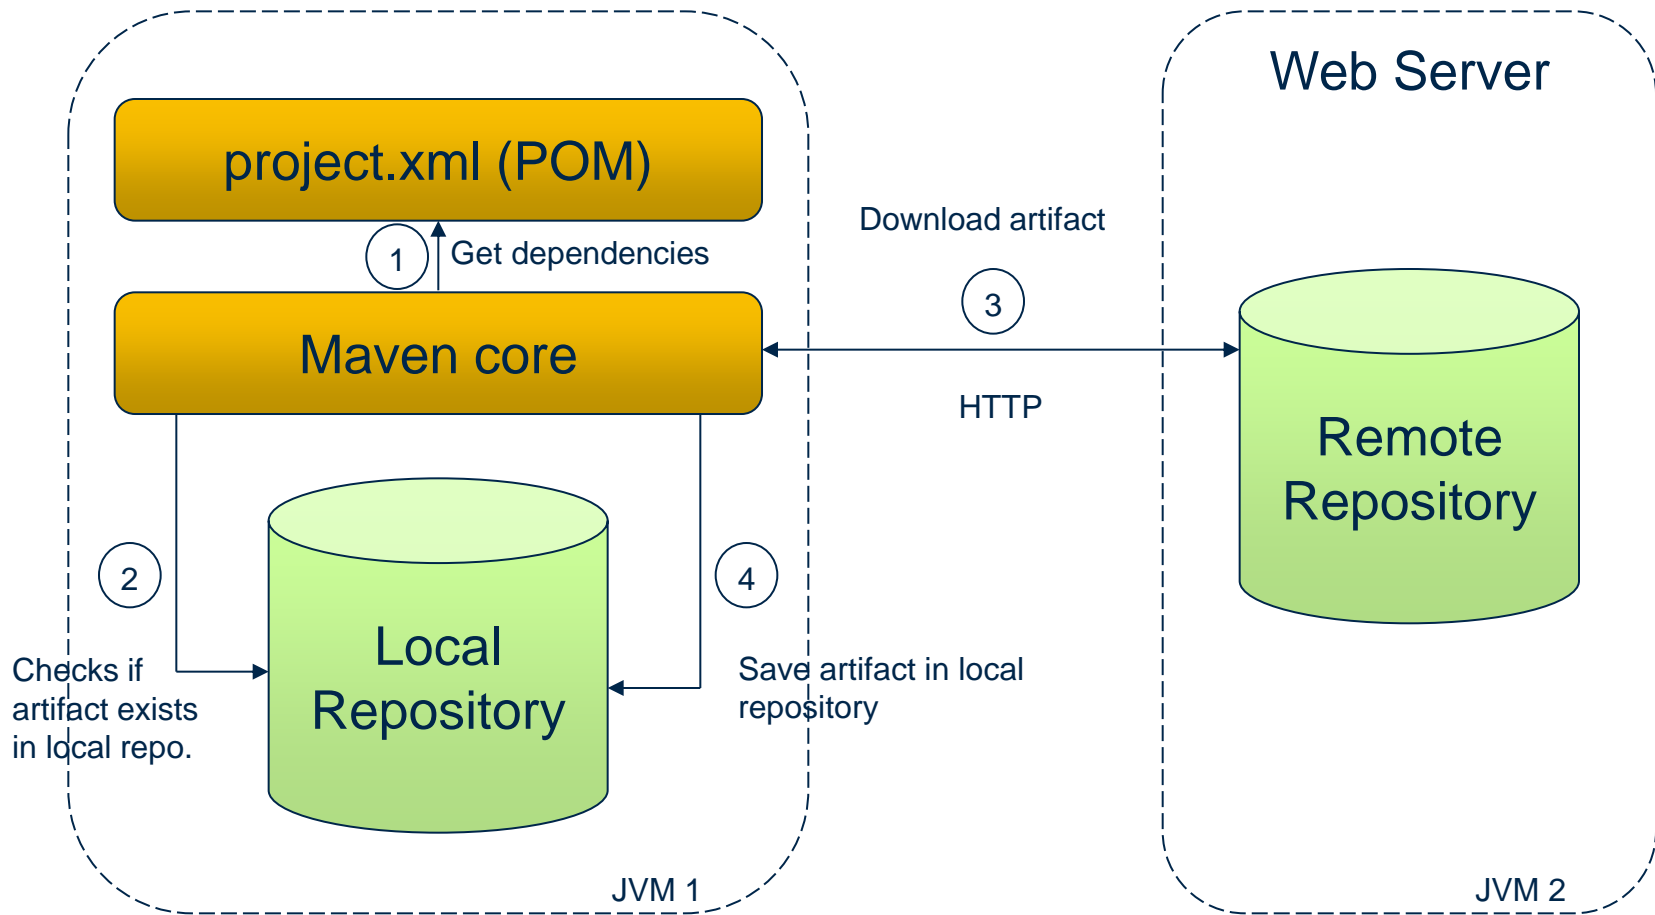 Web Server
project.xml (POM)
1
Get dependencies
Download artifact
3
Maven core
HTTP
Remote
Repository
2
4
Local
Repository
Checks if
artifact exists
in local repo.
Save artifact in local
repository
JVM 1
JVM 2